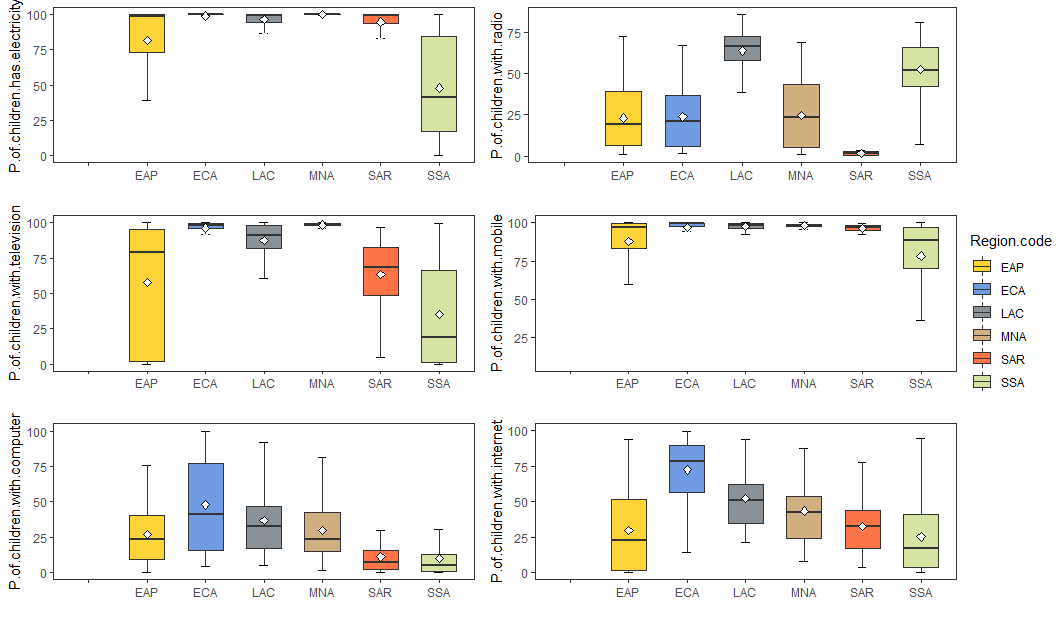 P.of.children.has.electricity
100
75
50
25
0
EAP ECA LAC MNA SAR SSA
P.of.children.with.radio
75
50
25
0
EAP ECA LAC MNA SAR SSA
P.of.children.with.television
100
75
50
25
0
EAP ECA LAC MNA SAR SSA
P.of.children.with.mobile
100
75
50
25
EAP ECA LAC MNA SAR SSA
Region.code
EAP
ECA
LAC
MNA
SAR
SSA
P.of.children.with.computer
100
75
50
25
0
EAP ECA LAC MNA SAR SSA
P.of.children.with.internet
100
75
50
25
0
EAP ECA LAC MNA SAR SSA